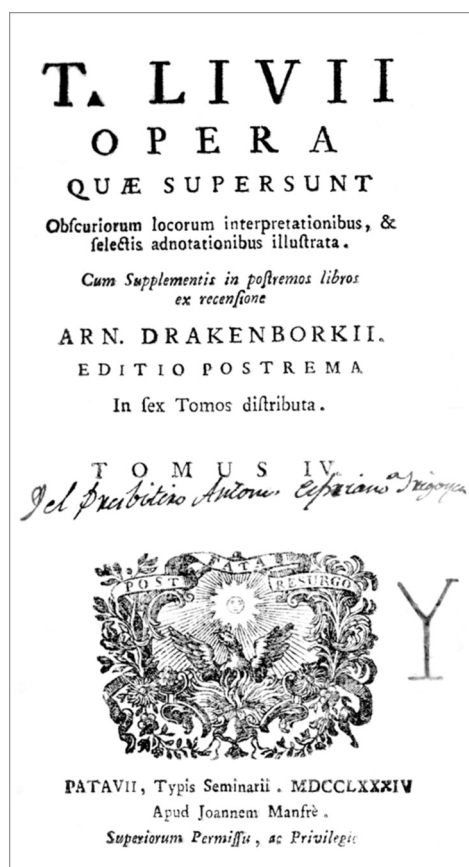 T. LIVII
OPERA
QUÆ SUPERSUNT
Obſcuriorum locorum interpretationibus, &
ſelectis adnotationibus illuſtrata.
Cum Supplementis in poſtremos libros
ex recenſione
ARN. DRAKENBORKII.
EDITIO POSTREMA
In ſex Tomos diſtributa.
TOMUS IV.
Del Presbitero Antonio Cipriano
POST FATA RESURGO
Y
PATAVII, Typis Seminarii. MDCCLXXXIV
Apud Joannem Manfrè.
Superiorum Permiſſu, ac Privilegio